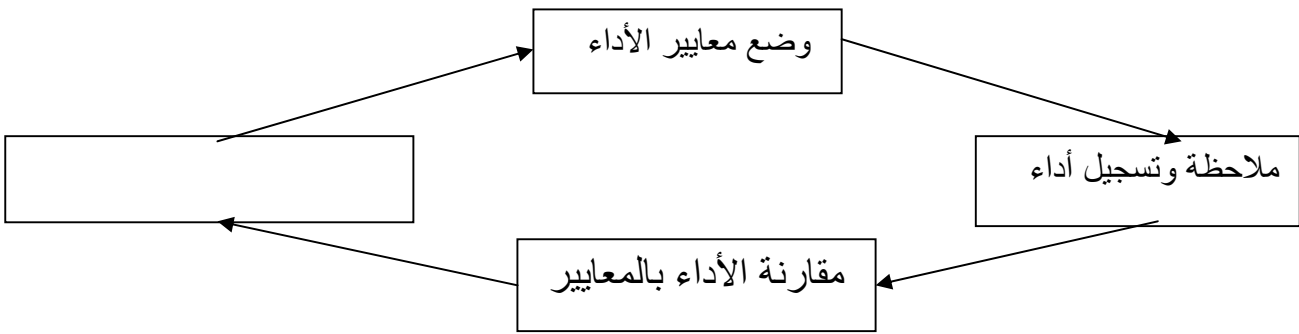 وضع معايير الأداء
ملاحظة وتسجيل أداء
مقارنة الأداء بالمعايير